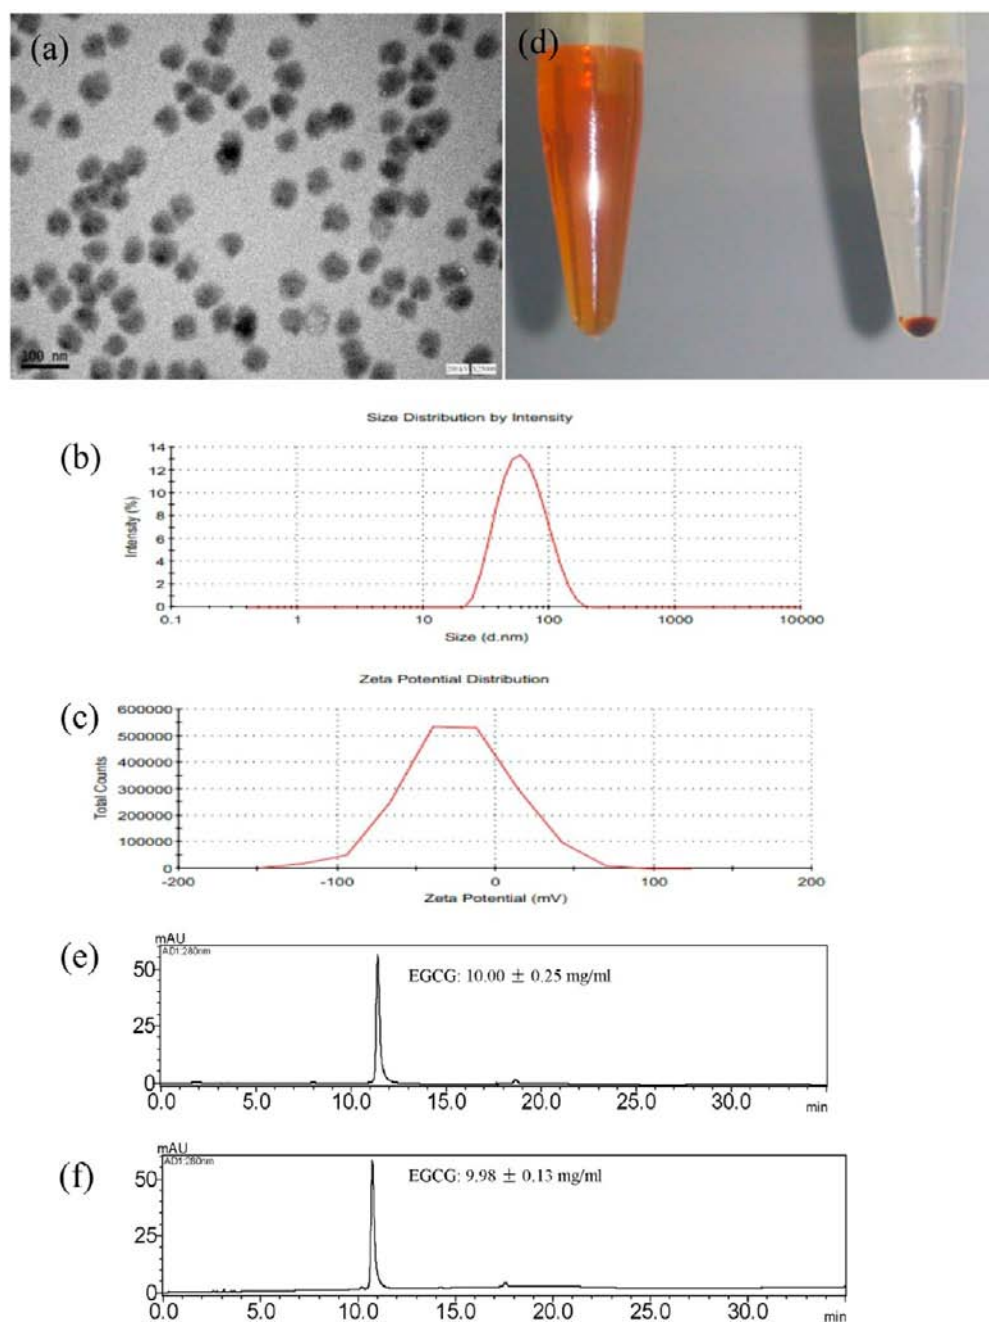 (a)
100 nm
(d)
Size Distribution by Intensity
(b)
Intensity (%)
14
12
10
8
6
4
2
0
0.1 1 10 100 1000 10000
Size (d.nm)
Zeta Potential Distribution
(c)
Total Counts
600000
500000
400000
300000
200000
100000
0
-200 -100 0 100 200
Zeta Potential (mV)
(e)
mAU
AD1:280nm
EGCG: 10.00 ± 0.25 mg/ml
50
25
0
0.0 5.0 10.0 15.0 20.0 25.0 30.0 min
(f)
mAU
AD1:280nm
EGCG: 9.98 ± 0.13 mg/ml
50
25
0
0.0 5.0 10.0 15.0 20.0 25.0 30.0 min